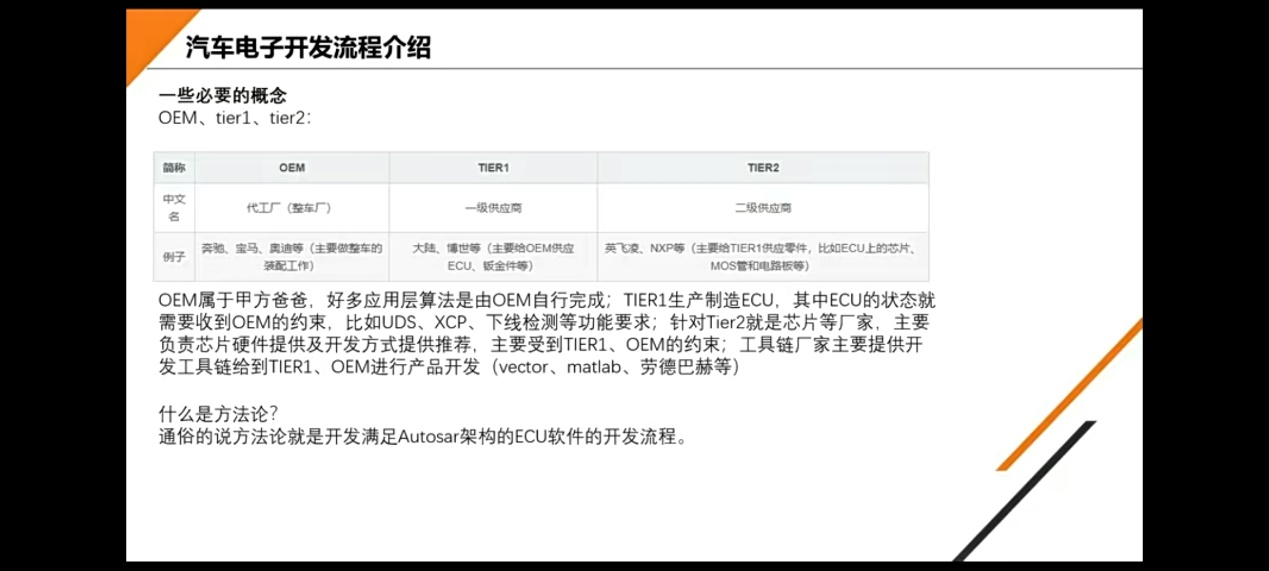 汽车电子开发流程介绍
一些必要的概念
OEM、tier1、tier2：
简称 OEM TIER1 TIER2
中文名 代工厂（整车厂） 一级供应商 二级供应商
例子 奔驰、宝马、奥迪等（主要做整车的装配工作） 大陆、博世等（主要给OEM供应ECU、钣金件等） 英飞凌、NXP等（主要给TIER1供应零件，比如ECU上的芯片、MOS管和电路板等）
OEM属于甲方爸爸，好多应用层算法是由OEM自行完成；TIER1生产制造ECU，其中ECU的状态就
需要收到OEM的约束，比如UDS、XCP、下线检测等功能要求；针对Tier2就是芯片等厂家，主要
负责芯片硬件提供及开发方式提供推荐，主要受到TIER1、OEM的约束；工具链厂家主要提供开
发工具链给到TIER1、OEM进行产品开发（vector、matlab、劳德巴赫等）
什么是方法论？
通俗的说方法论就是开发满足Autosar架构的ECU软件的开发流程。